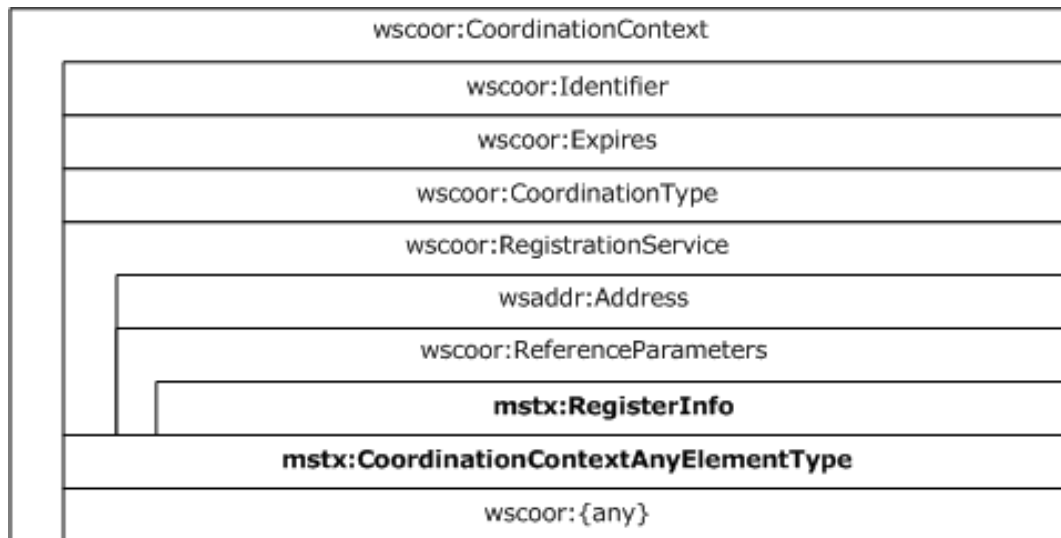 wscoor:CoordinationContext
wscoor:Identifier
wscoor:Expires
wscoor:CoordinationType
wscoor:RegistrationService
wsaddr:Address
wscoor:ReferenceParameters
mstx:RegisterInfo
mstx:CoordinationContextAnyElementType
wscoor:{any}